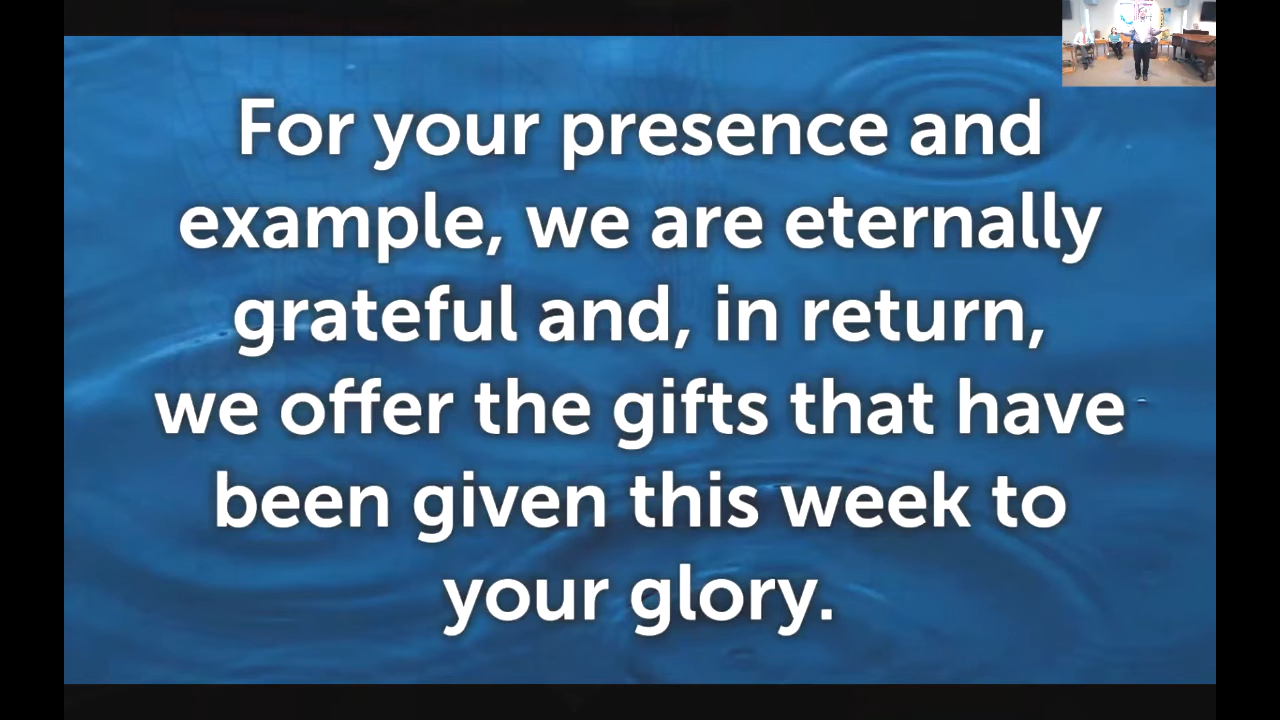 For your presence and
example, we are eternally
grateful and, in return,
we offer the gifts that have
been given this week to
your glory.